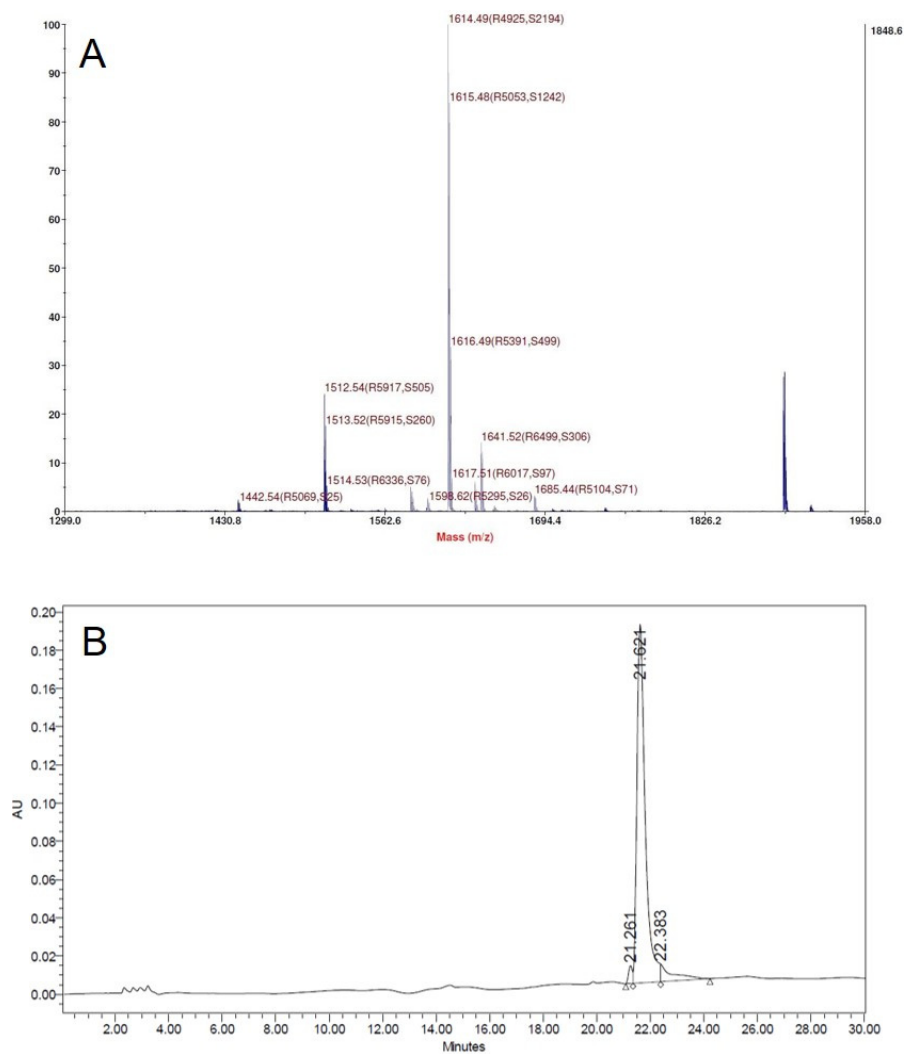 A
1614.49(R4925,S2194)
1848.6
1615.48(R5053,S1242)
1616.49(R5391,S499)
1512.54(R5917,S505)
1513.52(R5915,S260)
1641.52(R6499,S306)
1514.53(R6336,S76)
1617.51(R6017,S97)
1442.54(R5069,S25)
1598.62(R5295,S26)
1685.44(R5104,S71)
100
90
80
70
60
50
40
30
20
10
0
1299.0 1430.8 1562.6 1694.4 1826.2 1958.0
Mass (m/z)
B
21.621
21.261
22.383
0.20
0.18
0.16
0.14
0.12
0.10
0.08
0.06
0.04
0.02
0.00
AU
2.00 4.00 6.00 8.00 10.00 12.00 14.00 16.00 18.00 20.00 22.00 24.00 26.00 28.00 30.00
Minutes